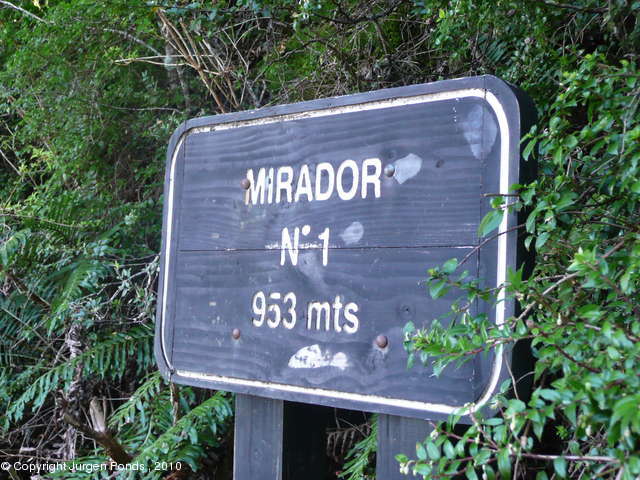 MIRADOR
N°1
953 mts
© Copyright Jurgen Ponds , 2010